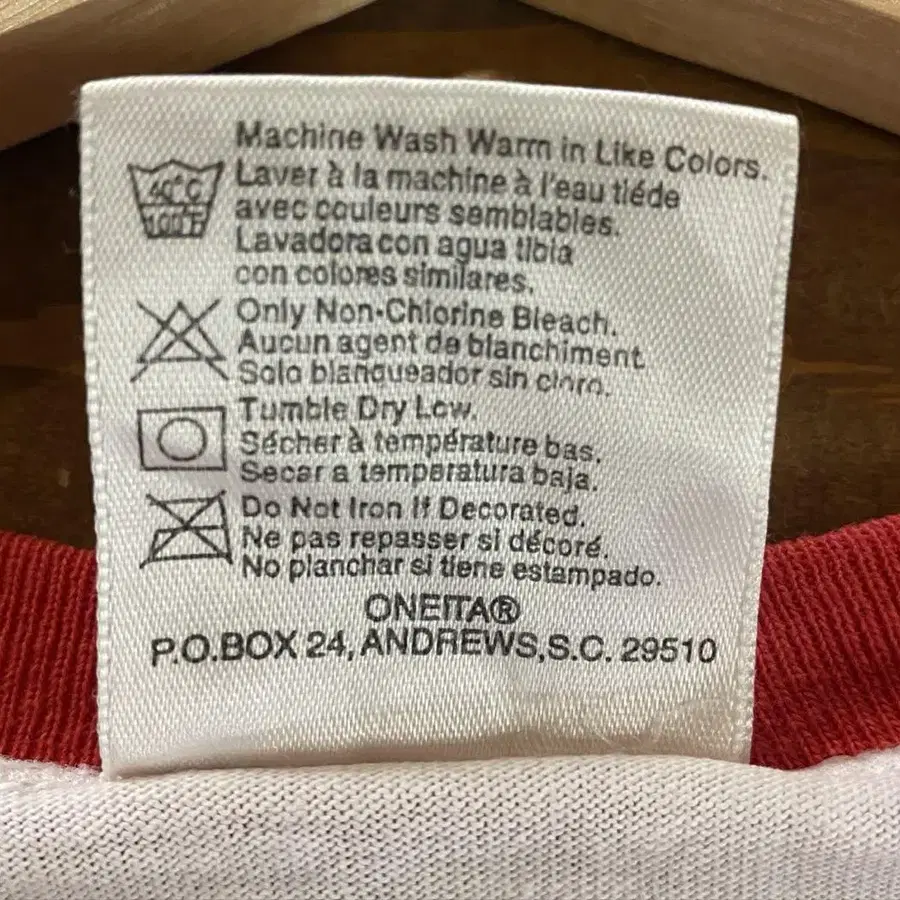 Machine Wash Warm in Like Colors.
40°C
100°F
Laver à la machine à l'eau tiéde
avec couleurs semblables.
Lavadora con agua tibia
con colores similares.
Only Non-Chlorine Bleach.
Aucun agent de blanchiment
Solo blanqueador sin cloro.
Tumble Dry Low.
Sécher à température bas.
Secar a temperatura baja.
Do Not Iron If Decorated.
Ne pas repasser si décoré.
No planchar si tiene estampado.
ONEITA®
P.O.BOX 24, ANDREWS, S.C. 29510